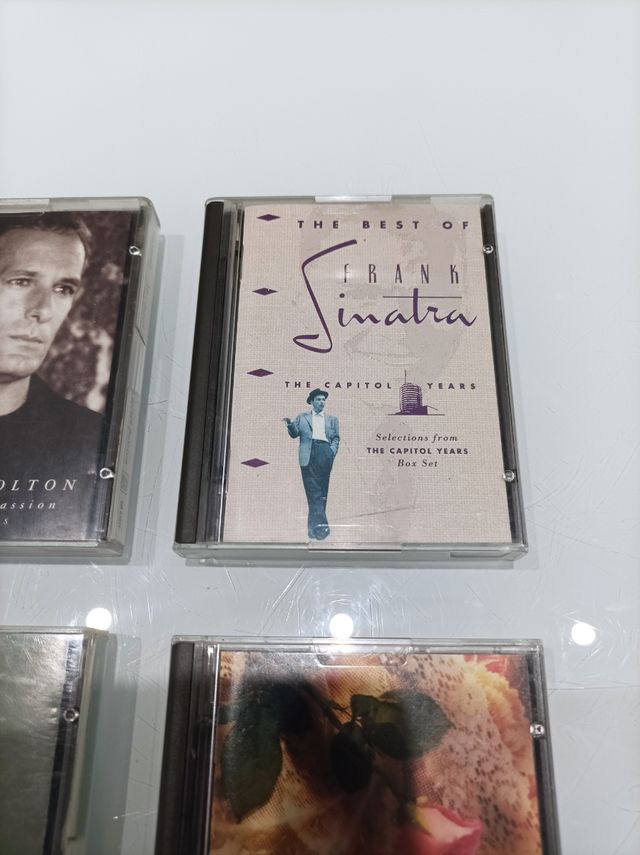 THE BEST OF
FRANK
Sinatra
THE CAPITOL YEARS
Selections from
THE CAPITOL YEARS
Box Set
OLTON
assion
s